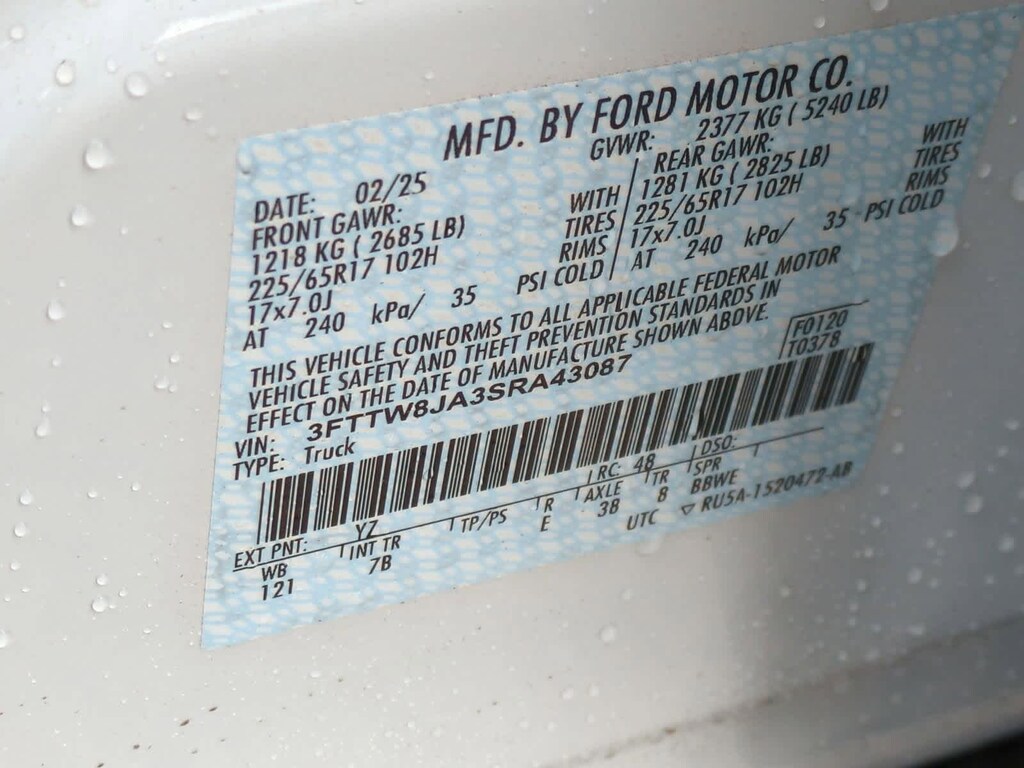 MFD. BY FORD MOTOR CO.
DATE: 02/25 GVWR: 2377 KG ( 5240 LB)
FRONT GAWR: WITH REAR GAWR: WITH
1218 KG ( 2685 LB) TIRES 1281 KG ( 2825 LB) TIRES
225/65R17 102H RIMS 225/65R17 102H RIMS
17x7.0J PSI COLD 17x7.0J
AT 240 kPa/ 35 AT 240 kPa/ 35 PSI COLD
THIS VEHICLE CONFORMS TO ALL APPLICABLE FEDERAL MOTOR
VEHICLE SAFETY AND THEFT PREVENTION STANDARDS IN
EFFECT ON THE DATE OF MANUFACTURE SHOWN ABOVE.
VIN: 3FTTW8JA3SRA43087 F0120
TYPE: Truck T0378
EXT PNT: YZ RC: 48 DSO:
WB INT TR TP/PS R AXLE TR SPR
121 7B E 3B 8 BBWE
UTC ▽ RU5A-1520472-AB